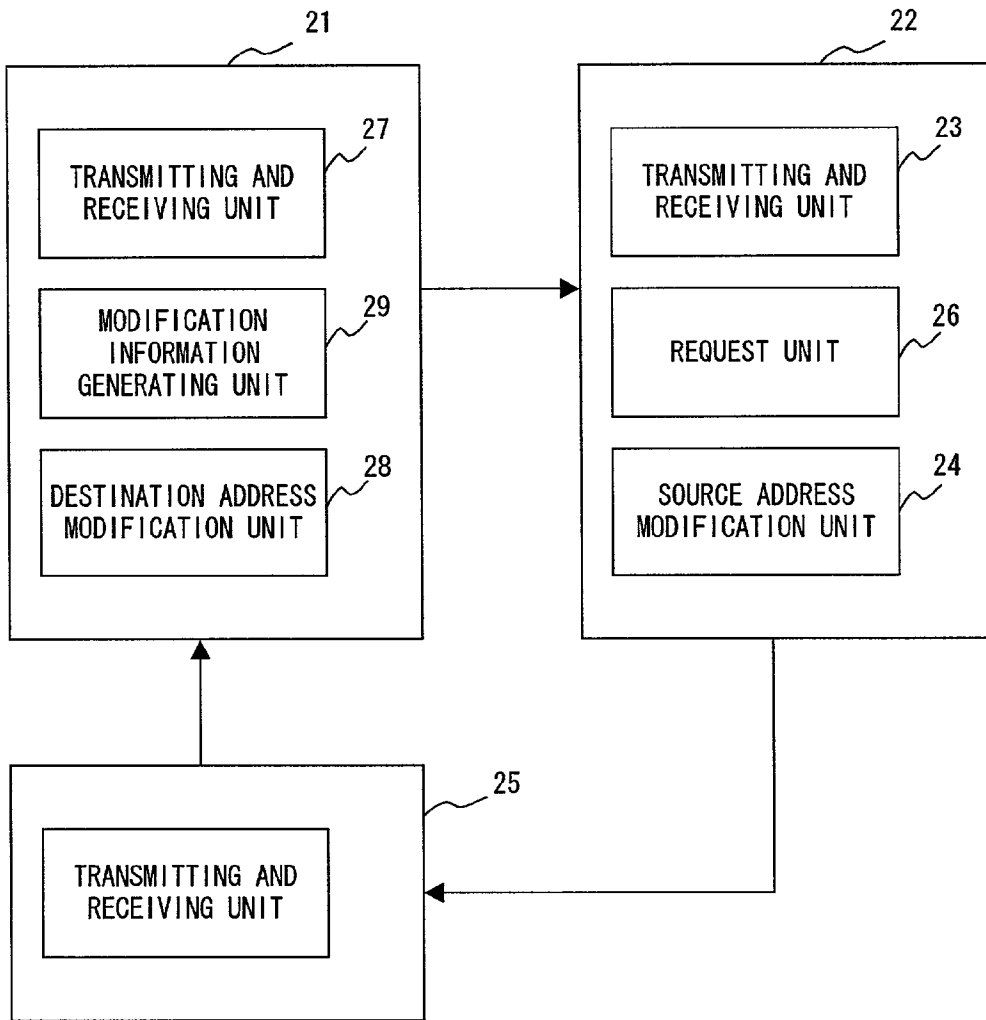 21
22
27
TRANSMITTING AND
RECEIVING UNIT
23
TRANSMITTING AND
RECEIVING UNIT
29
MODIFICATION
INFORMATION
GENERATING UNIT
26
REQUEST UNIT
28
DESTINATION ADDRESS
MODIFICATION UNIT
24
SOURCE ADDRESS
MODIFICATION UNIT
25
TRANSMITTING AND
RECEIVING UNIT